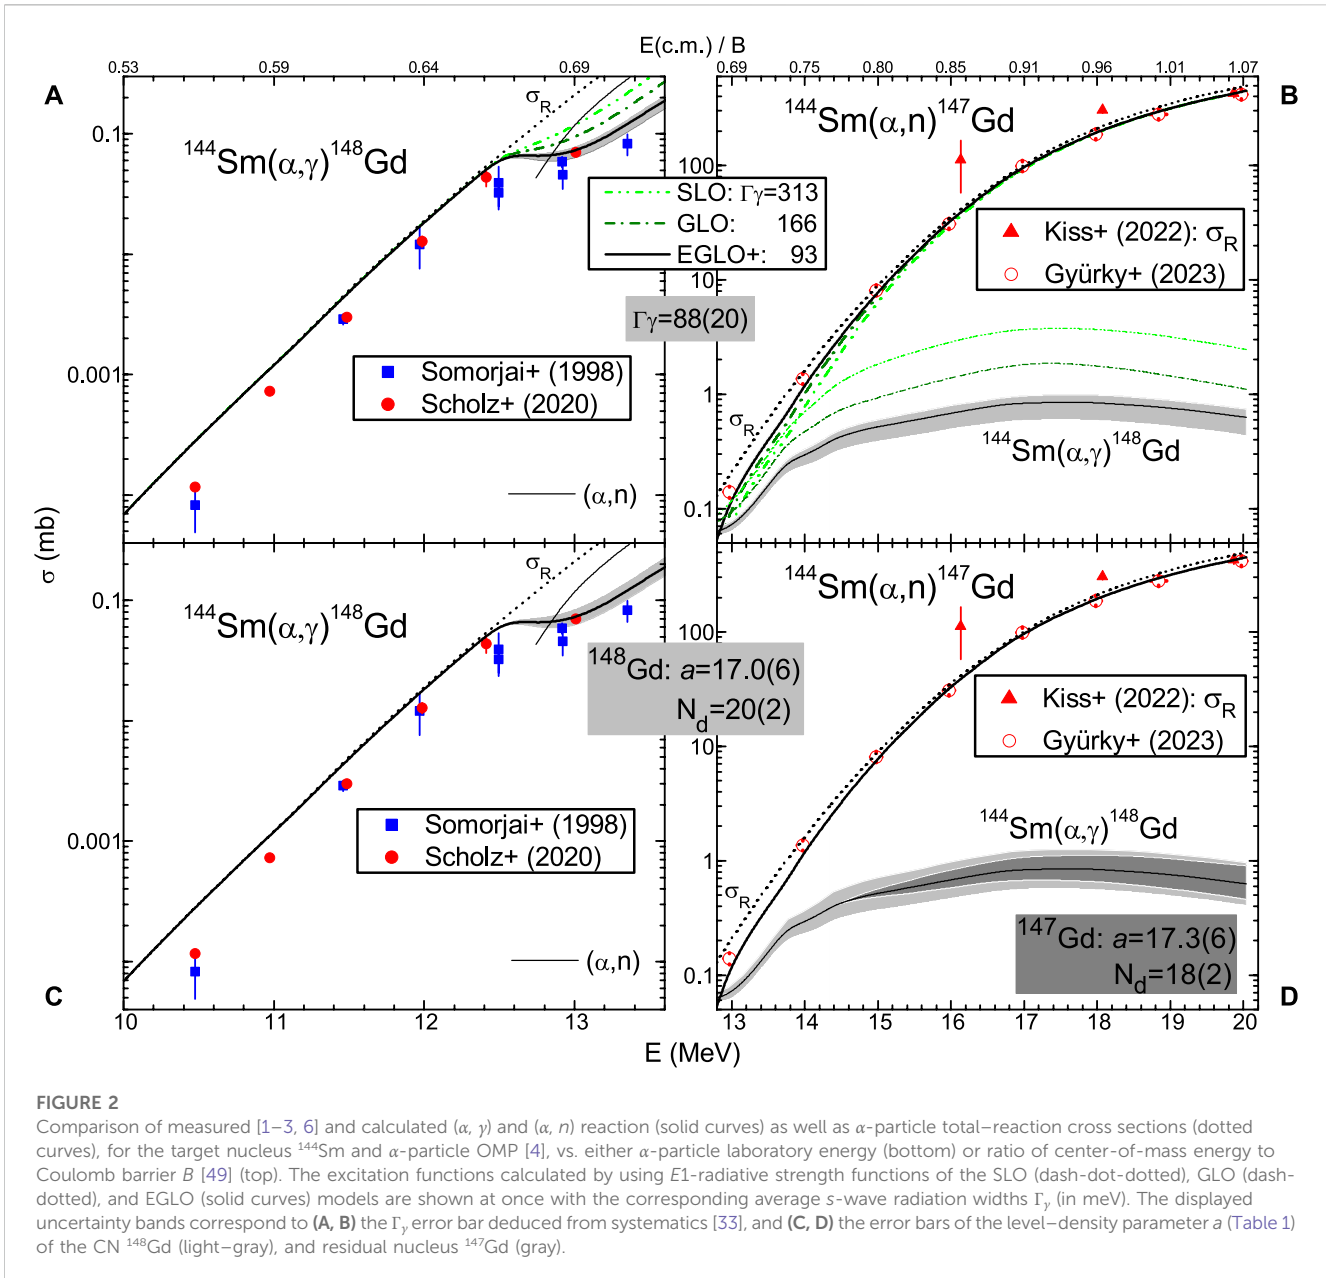 E(c.m.) / B
0.53 0.59 0.64 0.69
0.69 0.75 0.80 0.85 0.91 0.96 1.01 1.07
A
σR
144Sm(α,γ)148Gd
0.1
0.001
SLO: Γγ=313
GLO: 166
EGLO+: 93
Γγ=88(20)
Somorjai+ (1998)
Scholz+ (2020)
(α,n)
B
144Sm(α,n)147Gd
100
10
1
0.1
Kiss+ (2022): σR
Gyürky+ (2023)
σR
144Sm(α,γ)148Gd
σ (mb)
C
σR
144Sm(α,γ)148Gd
0.1
0.001
148Gd: a=17.0(6)
Nd=20(2)
Somorjai+ (1998)
Scholz+ (2020)
(α,n)
D
144Sm(α,n)147Gd
100
10
1
0.1
Kiss+ (2022): σR
Gyürky+ (2023)
144Sm(α,γ)148Gd
σR
147Gd: a=17.3(6)
Nd=18(2)
10 11 12 13
13 14 15 16 17 18 19 20
E (MeV)
FIGURE 2
Comparison of measured [1–3, 6] and calculated (α, γ) and (α, n) reaction (solid curves) as well as α-particle total–reaction cross sections (dotted
curves), for the target nucleus 144Sm and α-particle OMP [4], vs. either α-particle laboratory energy (bottom) or ratio of center-of-mass energy to
Coulomb barrier B [49] (top). The excitation functions calculated by using E1-radiative strength functions of the SLO (dash-dot-dotted), GLO (dash-
dotted), and EGLO (solid curves) models are shown at once with the corresponding average s-wave radiation widths Γγ (in meV). The displayed
uncertainty bands correspond to (A, B) the Γγ error bar deduced from systematics [33], and (C, D) the error bars of the level–density parameter a (Table 1)
of the CN 148Gd (light–gray), and residual nucleus 147Gd (gray).